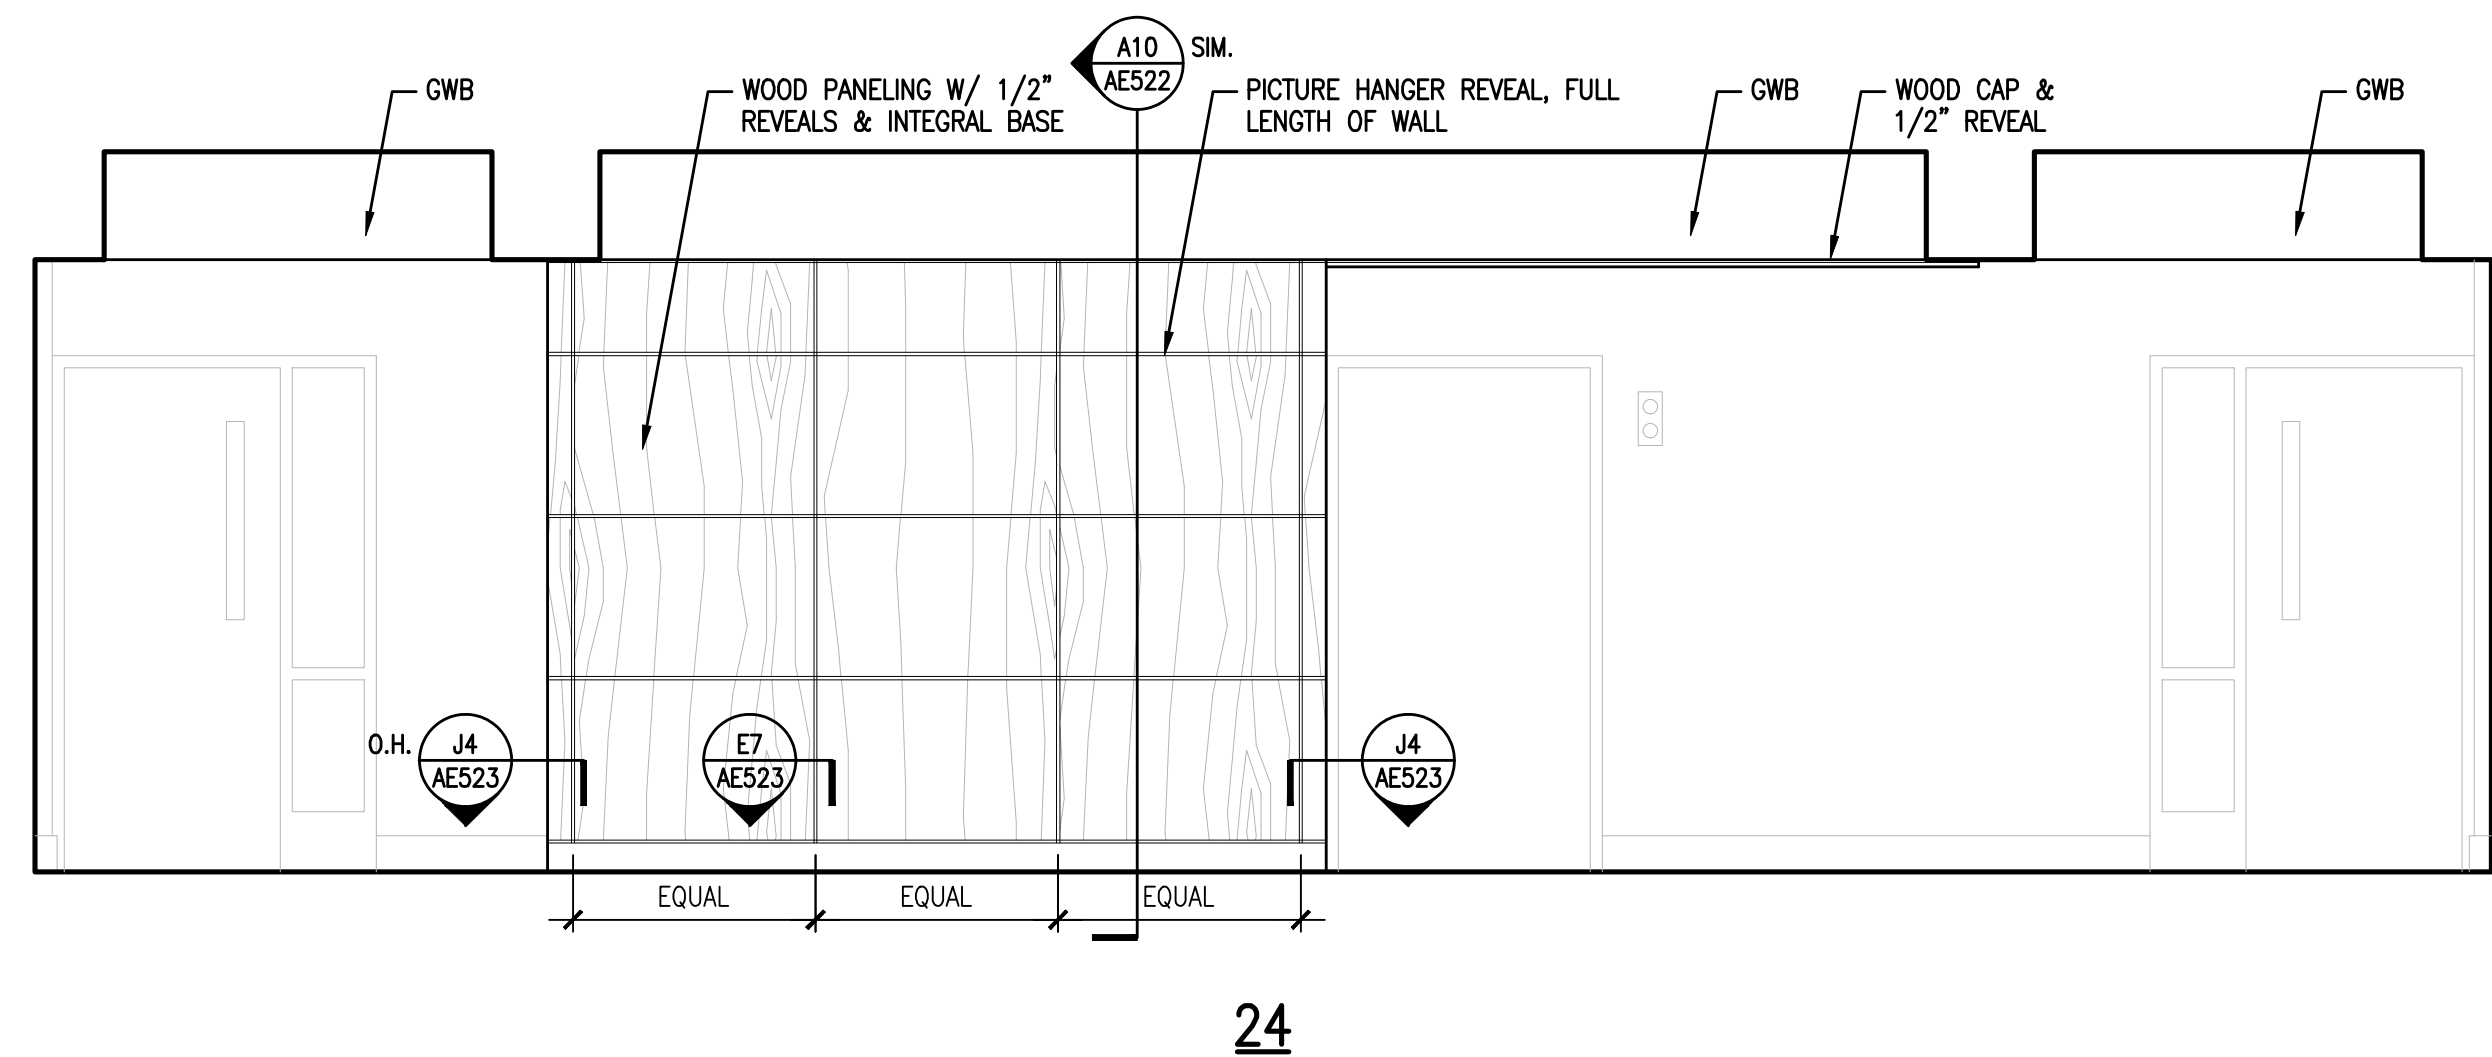 A10
SIM.
AE522
GWB
WOOD PANELING W/ 1/2"
REVEALS & INTEGRAL BASE
PICTURE HANGER REVEAL, FULL
LENGTH OF WALL
GWB
WOOD CAP &
1/2" REVEAL
GWB
O.H.
J4
AE523
E7
AE523
J4
AE523
EQUAL
EQUAL
EQUAL
24